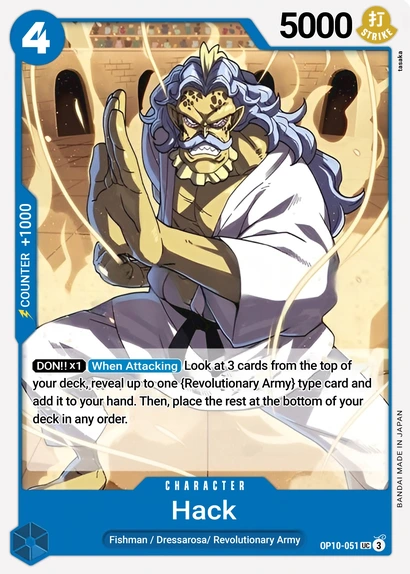 4
5000
打
STRIKE
tanaka
⚡COUNTER +1000
DON!!×1 When Attacking Look at 3 cards from the top of
your deck, reveal up to one {Revolutionary Army} type card and
add it to your hand. Then, place the rest at the bottom of your
deck in any order.
BANDAI MADE IN JAPAN
CHARACTER
Hack
Fishman / Dressarosa/ Revolutionary Army
OP10-051 UC 3